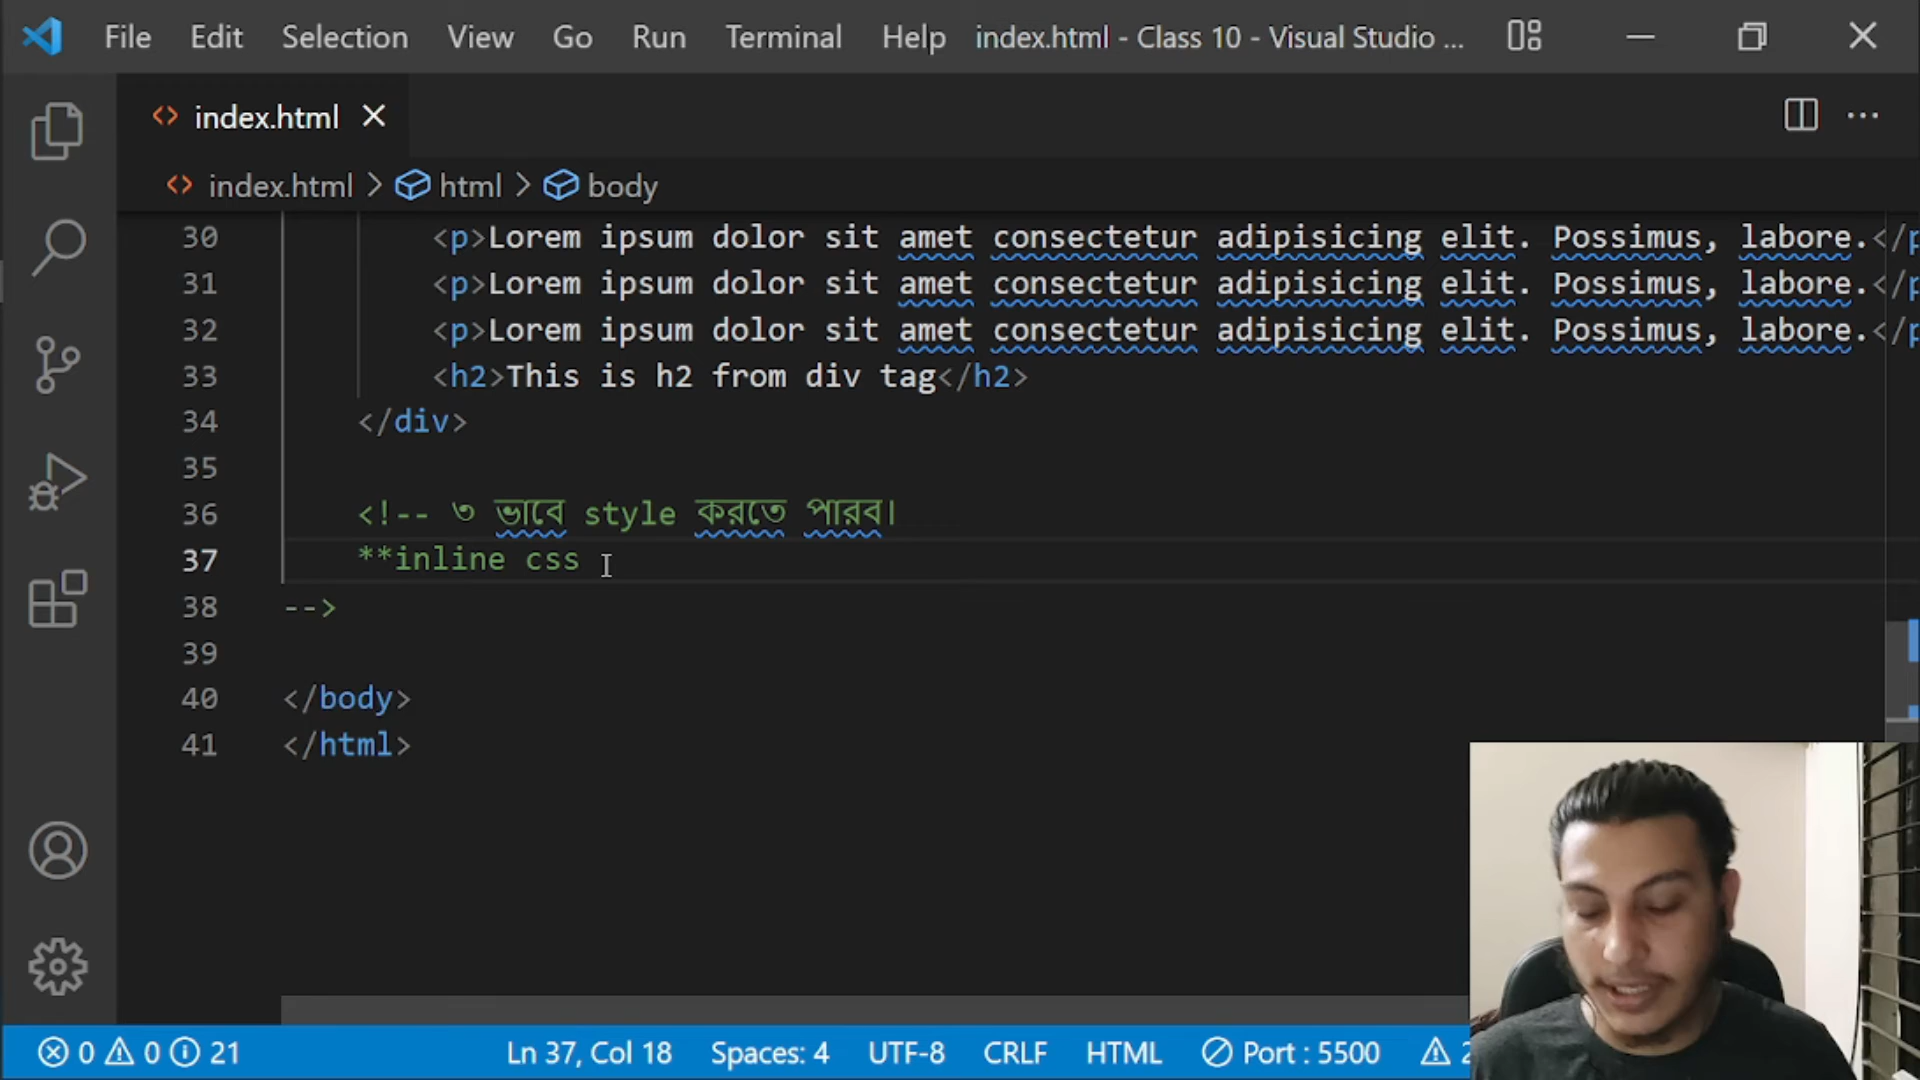 File Edit Selection View Go Run Terminal Help index.html - Class 10 - Visual Studio ...
index.html
index.html > html > body
30 <p>Lorem ipsum dolor sit amet consectetur adipisicing elit. Possimus, labore.</p
31 <p>Lorem ipsum dolor sit amet consectetur adipisicing elit. Possimus, labore.</p
32 <p>Lorem ipsum dolor sit amet consectetur adipisicing elit. Possimus, labore.</p
33 <h2>This is h2 from div tag</h2>
34 </div>
35
36 <!-- ৩ ভাবে style করতে পারব।
37 **inline css
38 -->
39
40 </body>
41 </html>
0 0 21 Ln 37, Col 18 Spaces: 4 UTF-8 CRLF HTML Port : 5500 2